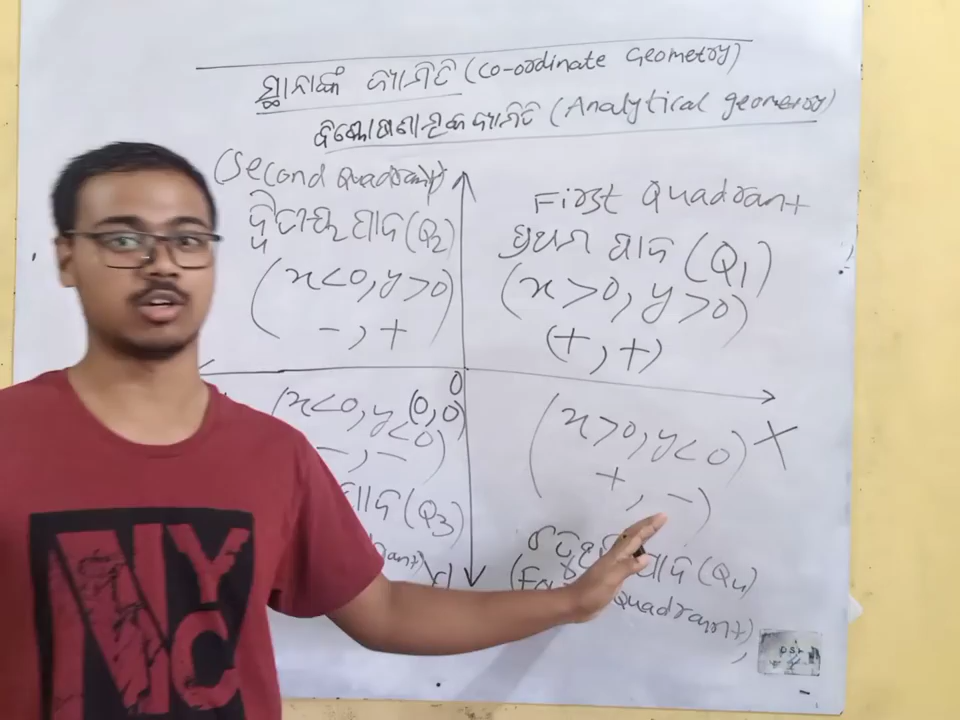 ସ୍ଥାନାଙ୍କ ଜ୍ୟାମିତି (Co-ordinate Geometry)
ବିଶ୍ଳେଷଣାତ୍ମକ ଜ୍ୟାମିତି (Analytical geometry)
(Second Quadrant)
ଦ୍ୱିତୀୟ ପାଦ (Q2)
(x<0, y>0)
-, +
First Quadrant
ପ୍ରଥମ ପାଦ (Q1)
(x>0, y>0)
(+, +)
0
(0,0)
X
(x<0, y<0)
-, -
ପାଦ (Q3)
(x>0, y<0)
+, -)
ପାଦ (Q4)
Quadrant)
NY
C